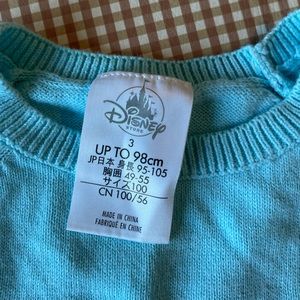 DISNEY
STORE
3
UP TO 98cm
JP日本 身長 95-105
胸囲 49-55
サイズ100
CN 100/56
MADE IN CHINA
FABRIQUÉ EN CHINE